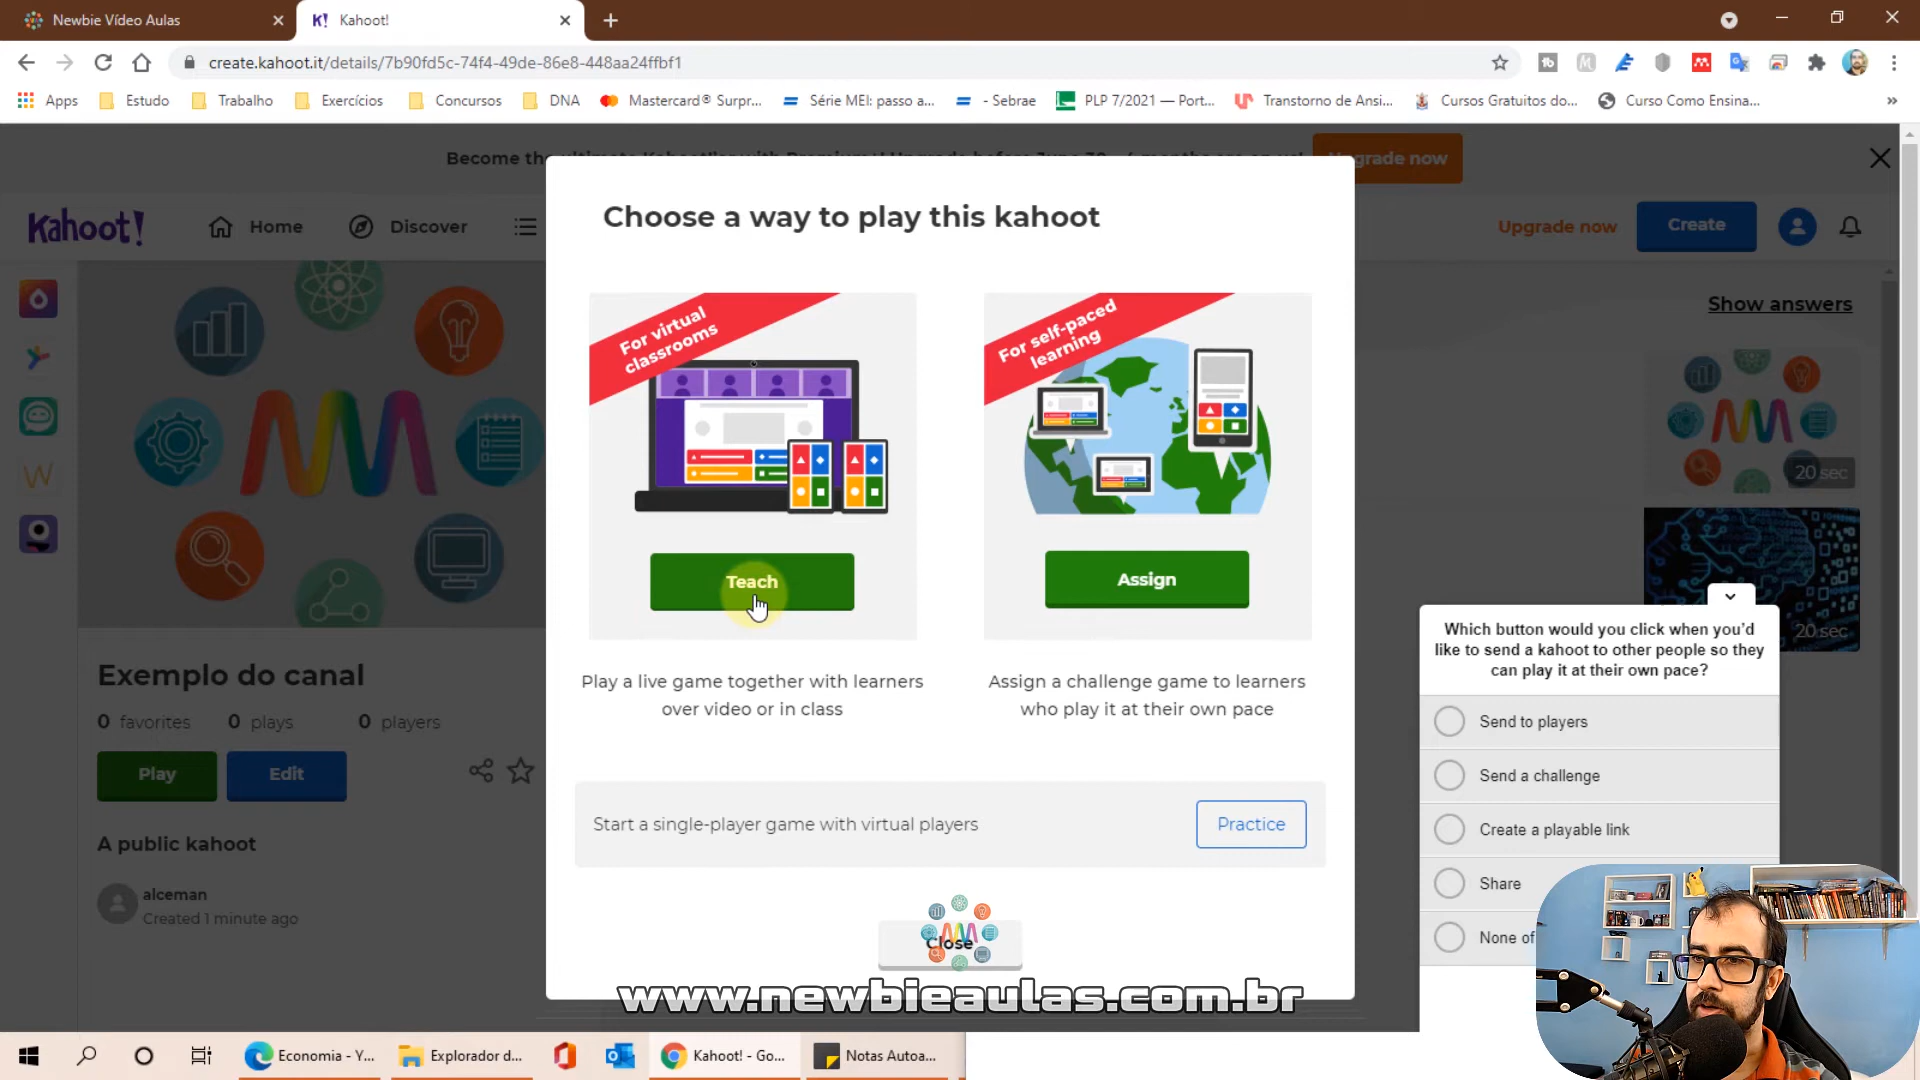 Newbie Vídeo Aulas
K! Kahoot!
create.kahoot.it/details/7b90fd5c-74f4-49de-86e8-448aa24ffbf1
Apps Estudo Trabalho Exercícios Concursos DNA Mastercard® Surpr... Série MEI: passo a... - Sebrae PLP 7/2021 — Port... Transtorno de Ansi... Cursos Gratuitos do... Curso Como Ensina...
Become the
Upgrade now
Kahoot! Home Discover
Upgrade now Create
Choose a way to play this kahoot
Show answers
For virtual
classrooms
For self-paced
learning
20 sec
Teach
Assign
20 sec
Play a live game together with learners
over video or in class
Assign a challenge game to learners
who play it at their own pace
Exemplo do canal
0 favorites 0 plays 0 players
Play Edit
A public kahoot
alceman
Created 1 minute ago
Start a single-player game with virtual players
Practice
Close
Which button would you click when you'd
like to send a kahoot to other people so they
can play it at their own pace?
Send to players
Send a challenge
Create a playable link
Share
None of
www.newbieaulas.com.br
Economia - Y... Explorador d... Kahoot! - Go... Notas Autoa...